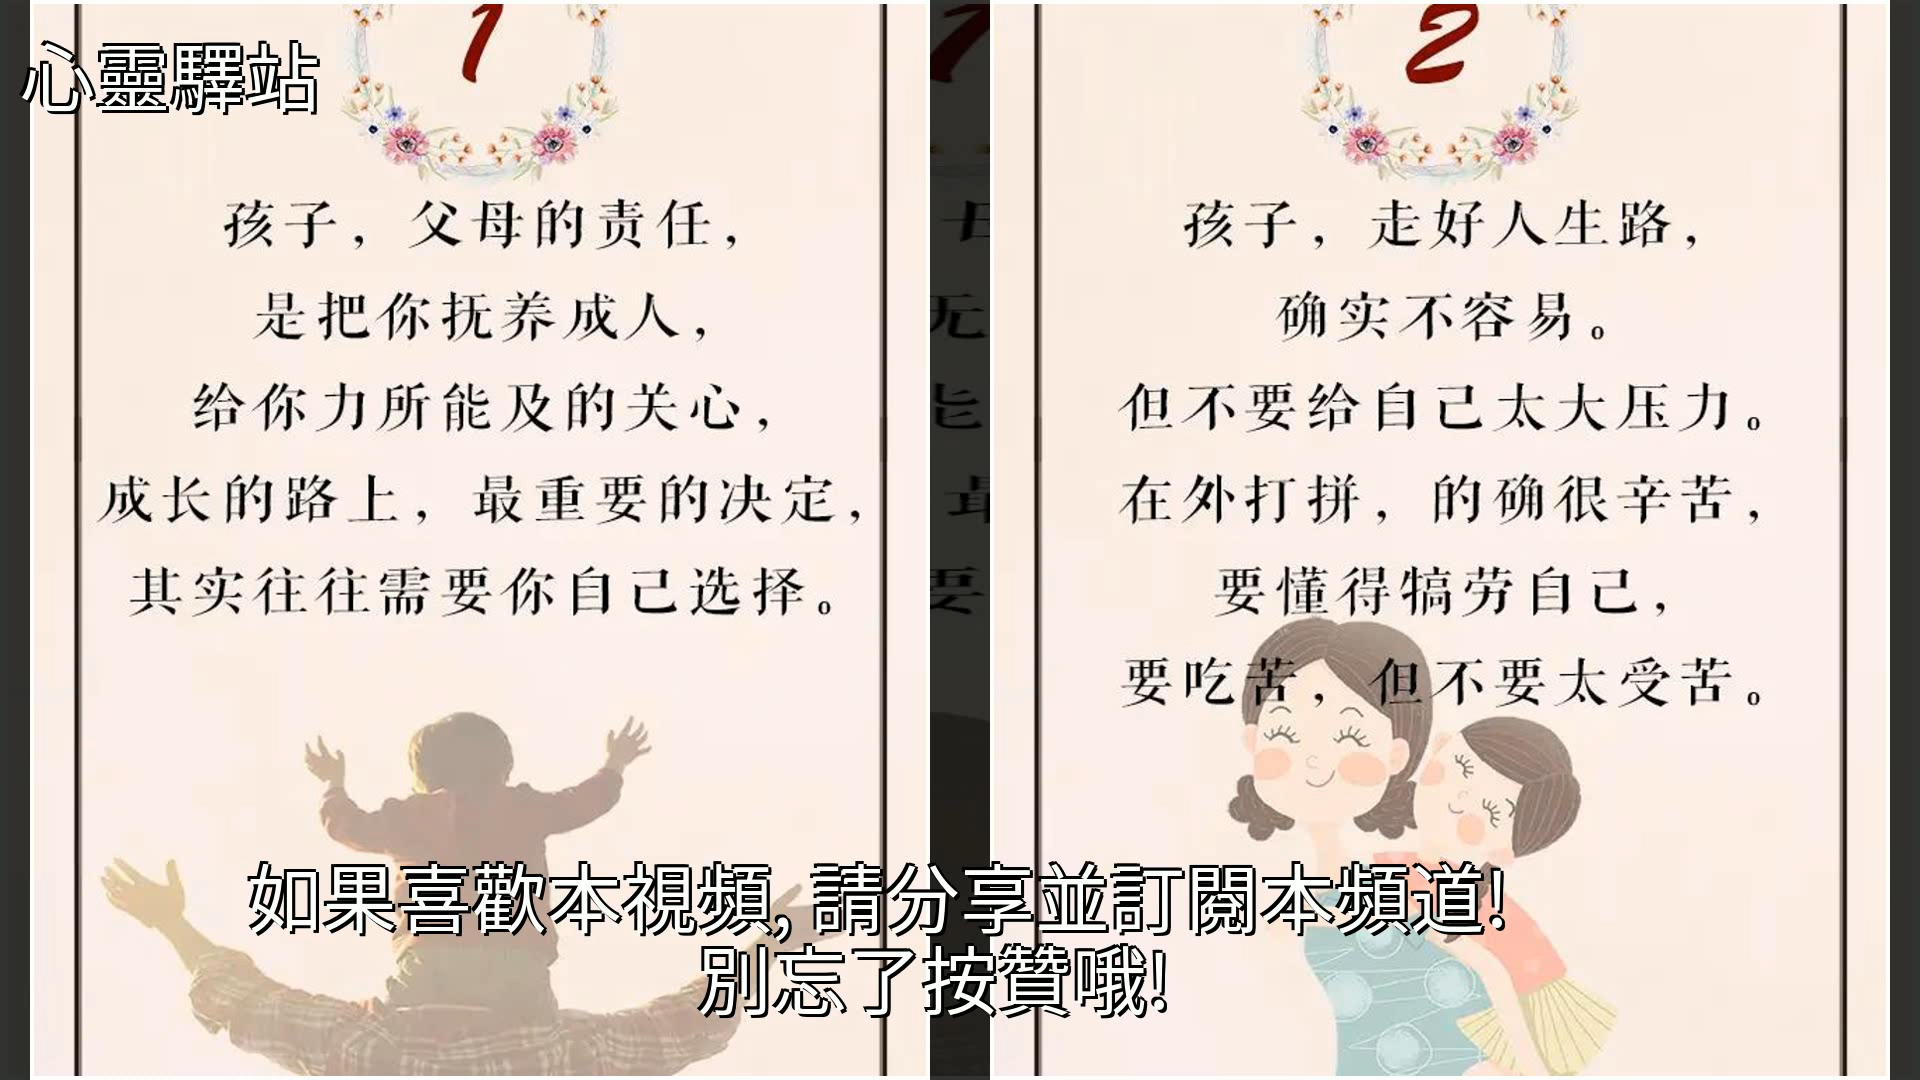 心靈驛站
1
孩子，父母的责任，
是把你抚养成人，
给你力所能及的关心，
成长的路上，最重要的决定，
其实往往需要你自己选择。
2
孩子，走好人生路，
确实不容易。
但不要给自己太大压力。
在外打拼，的确很辛苦，
要懂得犒劳自己，
要吃苦，但不要太受苦。
如果喜歡本視頻, 請分享並訂閱本頻道!
別忘了按贊哦!